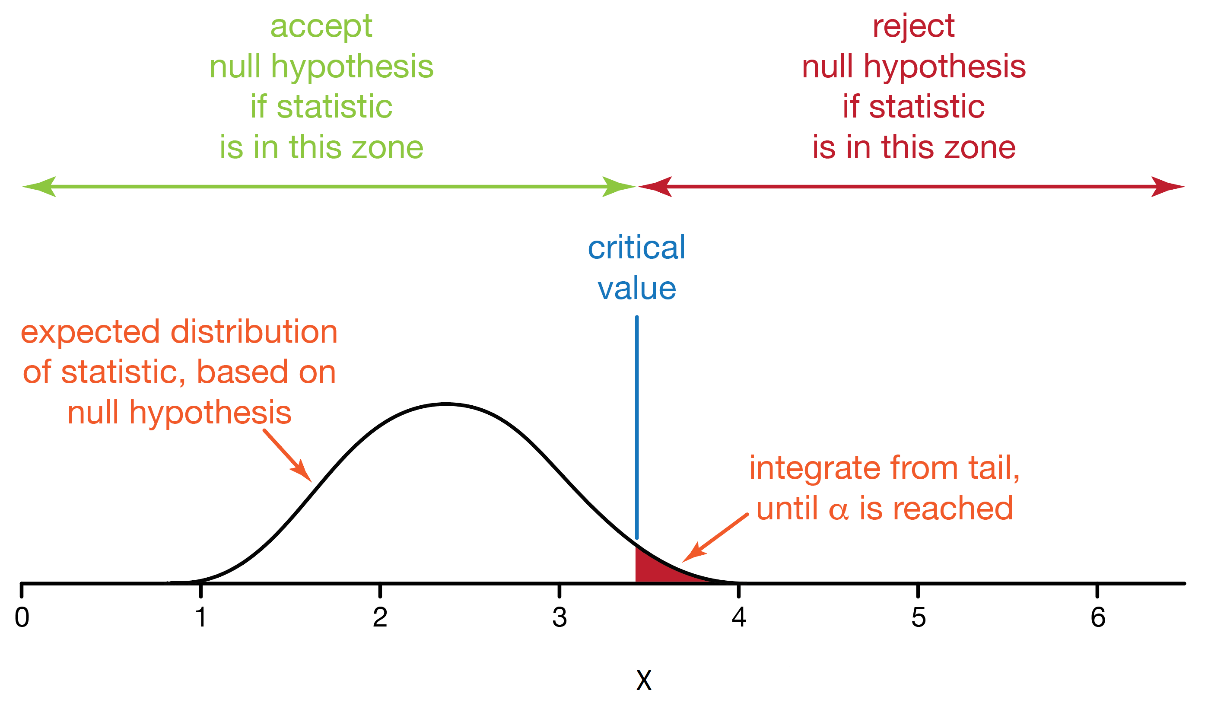 accept
null hypothesis
if statistic
is in this zone
reject
null hypothesis
if statistic
is in this zone
critical
value
expected distribution
of statistic, based on
null hypothesis
integrate from tail,
until α is reached
0 1 2 3 4 5 6
X